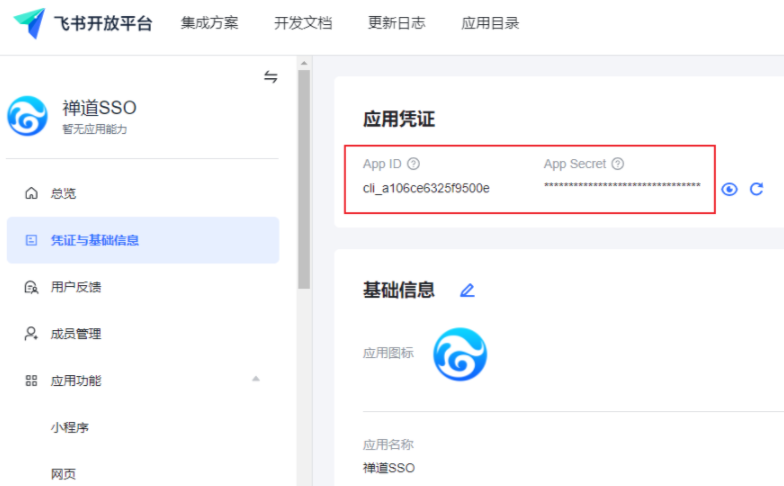 飞书开放平台 集成方案 开发文档 更新日志 应用目录
禅道SSO
暂无应用能力
总览
凭证与基础信息
用户反馈
成员管理
应用功能
小程序
网页
应用凭证
App ID App Secret
cli_a106ce6325f9500e ********************************
基础信息
应用图标
应用名称
禅道SSO